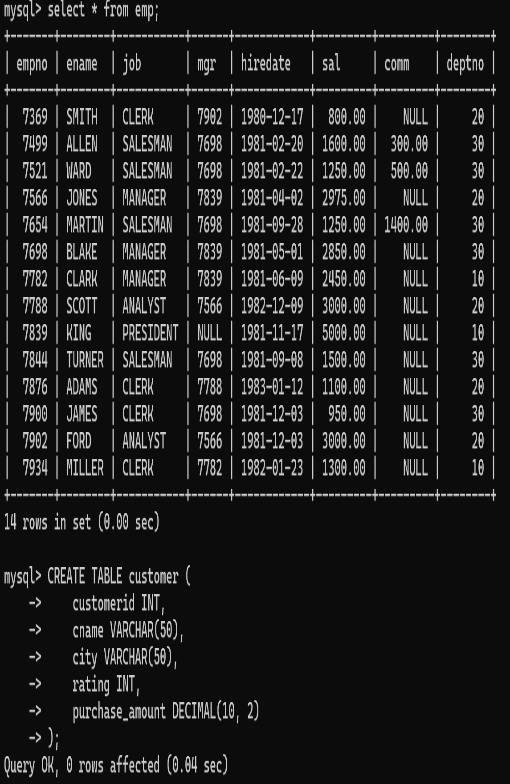 mysql> select * from emp;
+-------+--------+-----------+------+------------+---------+---------+--------+
| empno | ename  | job       | mgr  | hiredate   | sal     | comm    | deptno |
+-------+--------+-----------+------+------------+---------+---------+--------+
|  7369 | SMITH  | CLERK     | 7902 | 1980-12-17 |  800.00 |    NULL |     20 |
|  7499 | ALLEN  | SALESMAN  | 7698 | 1981-02-20 | 1600.00 |  300.00 |     30 |
|  7521 | WARD   | SALESMAN  | 7698 | 1981-02-22 | 1250.00 |  500.00 |     30 |
|  7566 | JONES  | MANAGER   | 7839 | 1981-04-02 | 2975.00 |    NULL |     20 |
|  7654 | MARTIN | SALESMAN  | 7698 | 1981-09-28 | 1250.00 | 1400.00 |     30 |
|  7698 | BLAKE  | MANAGER   | 7839 | 1981-05-01 | 2850.00 |    NULL |     30 |
|  7782 | CLARK  | MANAGER   | 7839 | 1981-06-09 | 2450.00 |    NULL |     10 |
|  7788 | SCOTT  | ANALYST   | 7566 | 1982-12-09 | 3000.00 |    NULL |     20 |
|  7839 | KING   | PRESIDENT | NULL | 1981-11-17 | 5000.00 |    NULL |     10 |
|  7844 | TURNER | SALESMAN  | 7698 | 1981-09-08 | 1500.00 |    NULL |     30 |
|  7876 | ADAMS  | CLERK     | 7788 | 1983-01-12 | 1100.00 |    NULL |     20 |
|  7900 | JAMES  | CLERK     | 7698 | 1981-12-03 |  950.00 |    NULL |     30 |
|  7902 | FORD   | ANALYST   | 7566 | 1981-12-03 | 3000.00 |    NULL |     20 |
|  7934 | MILLER | CLERK     | 7782 | 1982-01-23 | 1300.00 |    NULL |     10 |
+-------+--------+-----------+------+------------+---------+---------+--------+
14 rows in set (0.00 sec)

mysql> CREATE TABLE customer (
    ->     customerid INT,
    ->     cname VARCHAR(50),
    ->     city VARCHAR(50),
    ->     rating INT,
    ->     purchase_amount DECIMAL(10, 2)
    -> );
Query OK, 0 rows affected (0.04 sec)